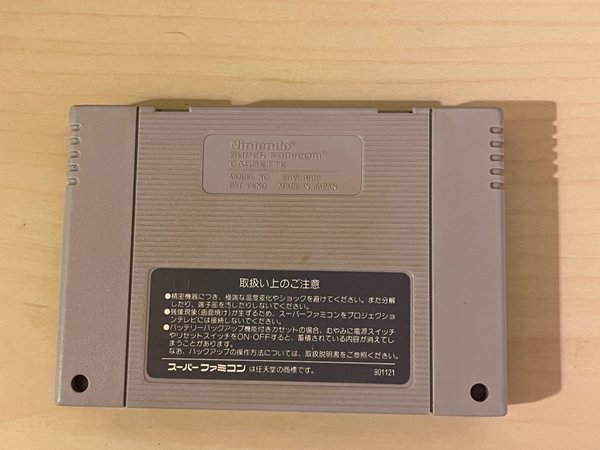 Nintendo®
SUPER FAMICOM®
CASSETTE
MODEL NO. SHVC-006
PAT. PEND. MADE IN JAPAN
取扱い上のご注意
●精密機器につき、極端な温度変化やショックを避けてください。また分解
したり、端子部を汚したりしないでください。
●残像現象(画面焼け)が生ずるため、スーパーファミコンをプロジェクショ
ンテレビには接続しないでください。
●バッテリーバックアップ機能付きカセットの場合、むやみに電源スイッチ
やリセットスイッチをON・OFFすると、蓄積されている内容が消えてし
まうことがあります。
なお、バックアップの操作方法については、取扱説明書をご参照ください。
スーパーファミコンは任天堂の商標です。
901121